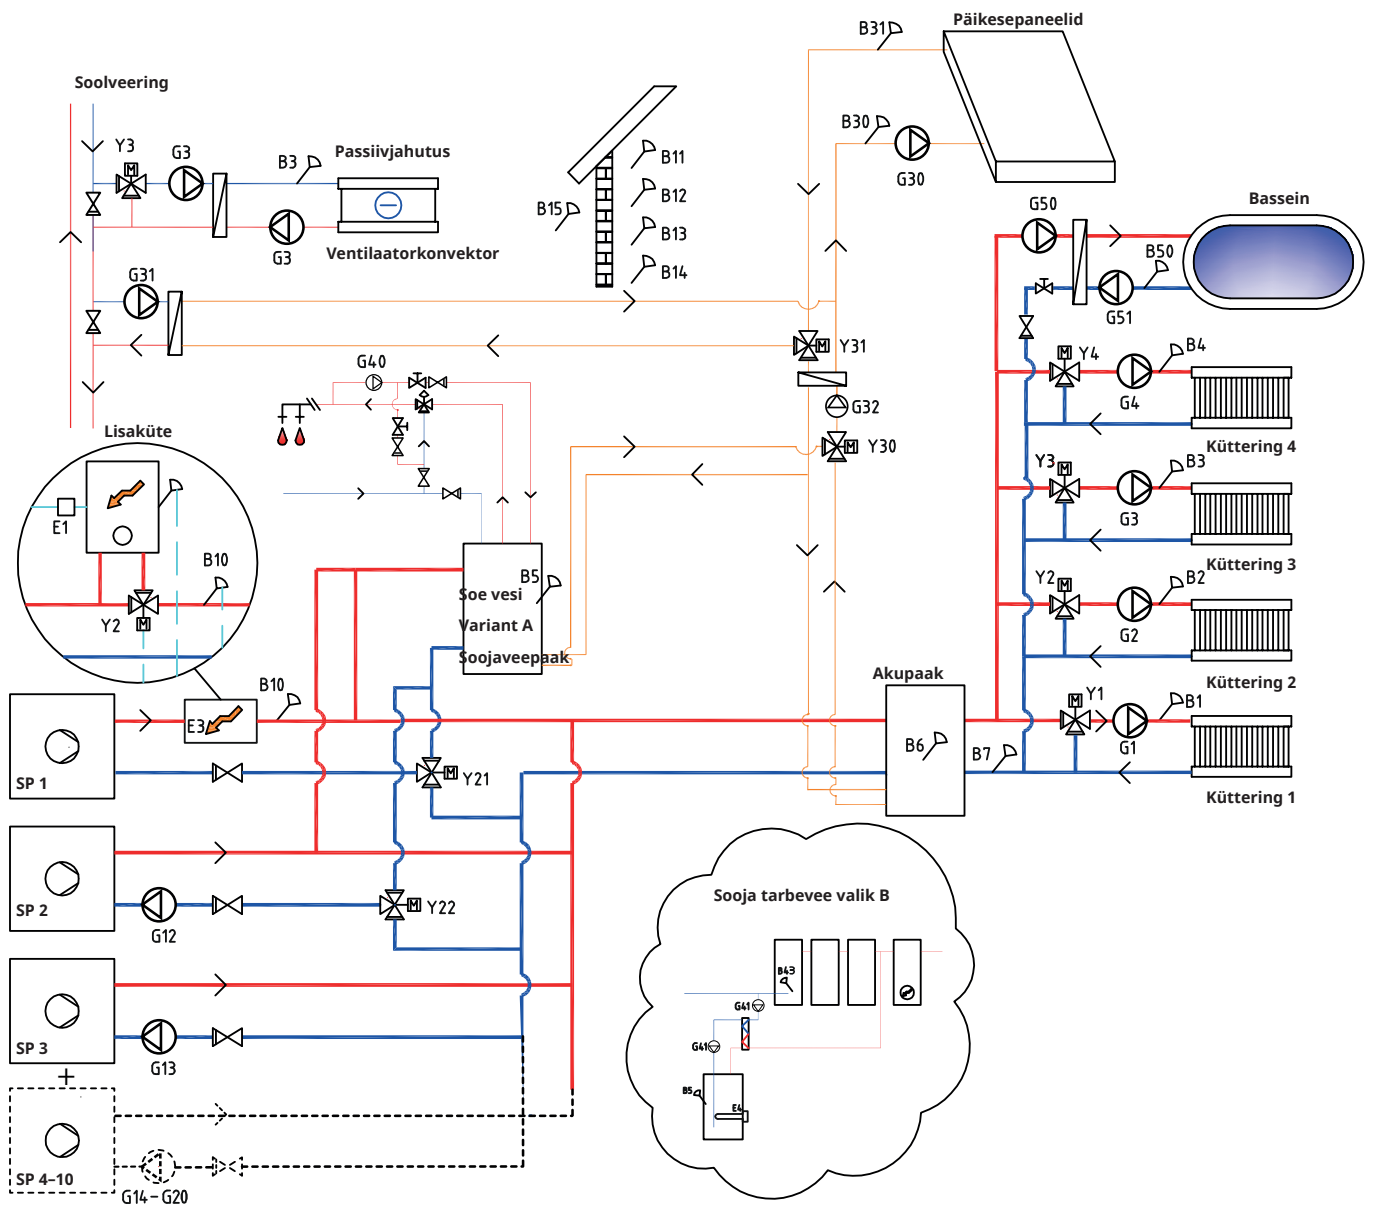 Päikesepaneelid
B31
Soolveering
B30
G30
Y3
G3
B3
Passiivjahutus
G3
Ventilaatorkonvektor
B11
B12
B15
B13
B14
G50
Bassein
B50
G51
G31
Y31
G40
G32
Y30
Y4
B4
G4
Küttering 4
Lisaküte
E1
B10
Y2
Y3
B3
G3
Küttering 3
B5
Soe vesi
Variant A
Soojaveepaak
Y2
B2
G2
Küttering 2
Akupaak
B10
E3
SP 1
Y21
B6
B7
Y1
B1
G1
Küttering 1
SP 2
G12
Y22
Sooja tarbevee valik B
B43
G41
G41
B5
E4
SP 3
G13
+
SP 4–10
G14–G20
M
M
M
M
M
M
M
M
M
M